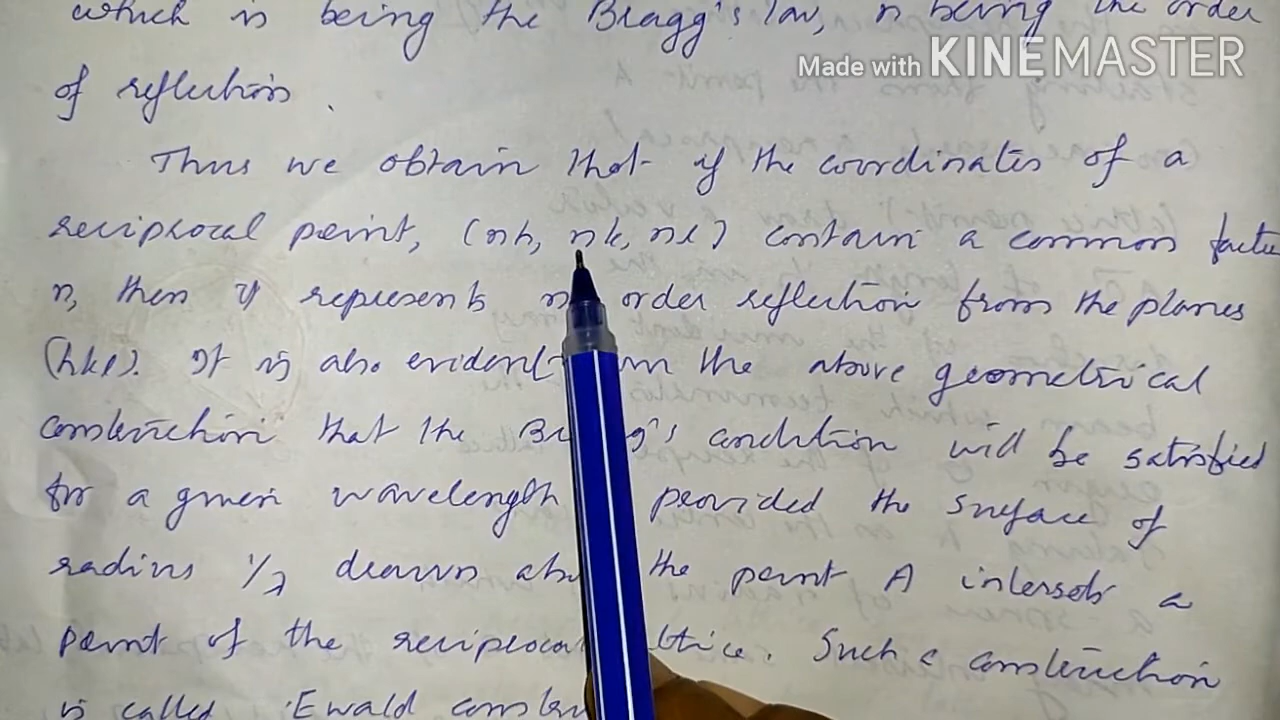 which is being the Bragg's law, n being the order
Made with KINEMASTER
of reflection.
Thus we obtain that if the coordinates of a
reciprocal point, (nh, nk, nl) contain a common
n, then it represents n order reflection from the planes
(hkl). It is also evident the above geometrical
construction that the condition will be satisfied
for a given wavelength provided the surface of
radius 1/λ drawn the point A intersects a
point of the . Such a construction
is called Ewald